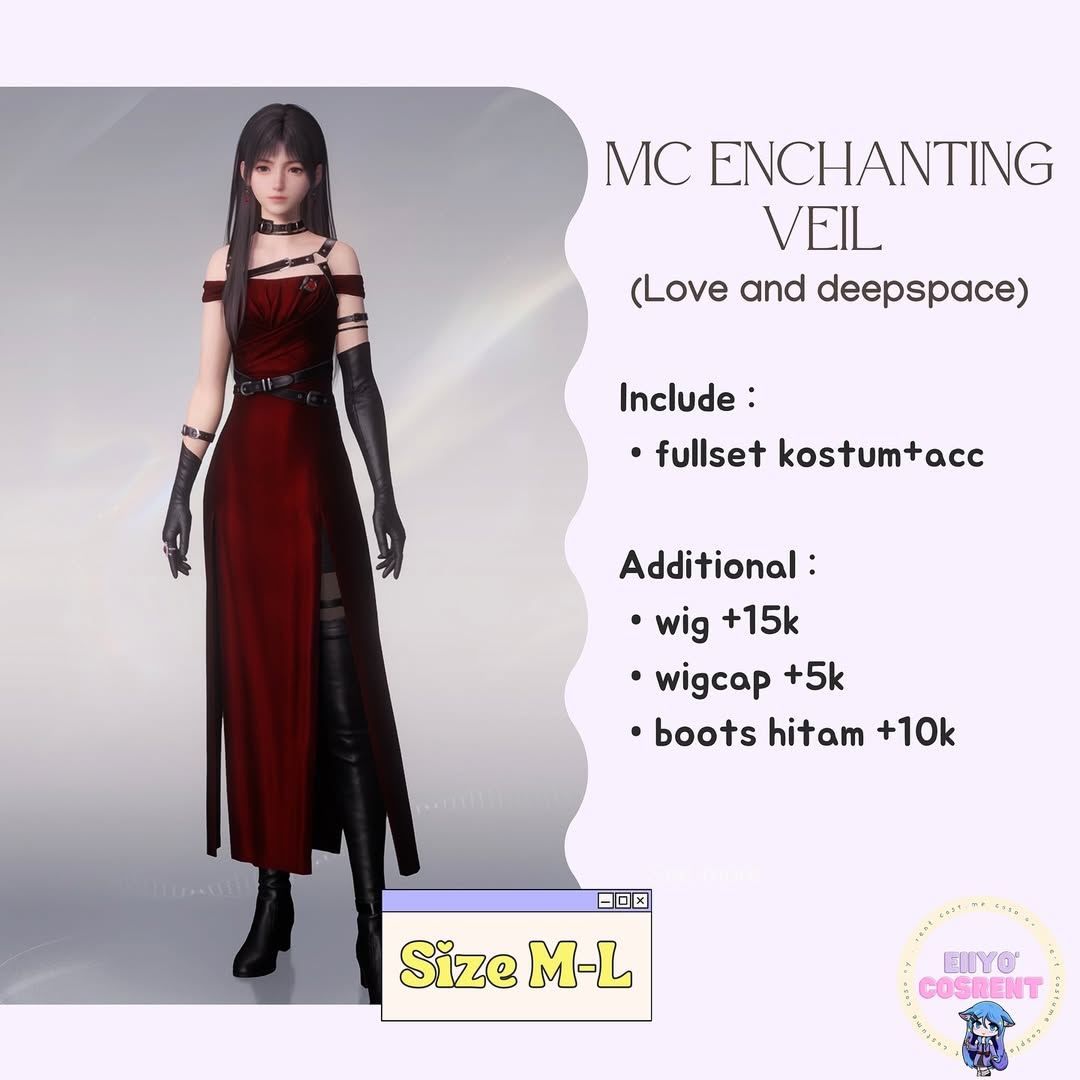 MC ENCHANTING
VEIL
(Love and deepspace)
Include :
• fullset kostum+acc
Additional :
• wig +15k
• wigcap +5k
• boots hitam +10k
Size M-L
EIIYO'
COSRENT